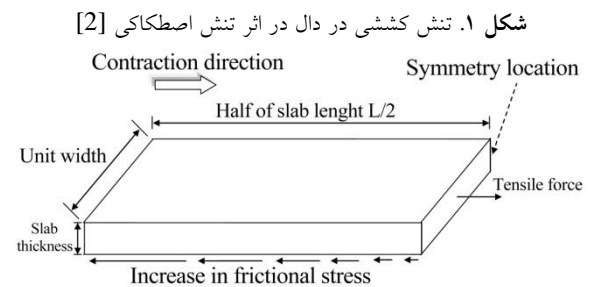 شکل ۱. تنش کششی در دال در اثر تنش اصطکاکی [2]
Contraction direction
Symmetry location
Half of slab lenght L/2
Unit width
Tensile force
Slab
thickness
Increase in frictional stress